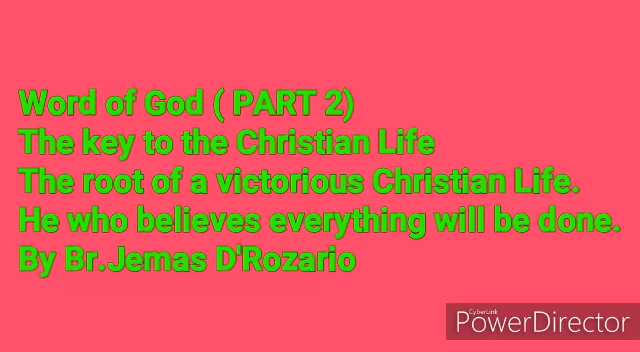 Word of God ( PART 2)
The key to the Christian Life
The root of a victorious Christian Life.
He who believes everything will be done.
By Br.Jemas D'Rozario
CyberLink
PowerDirector